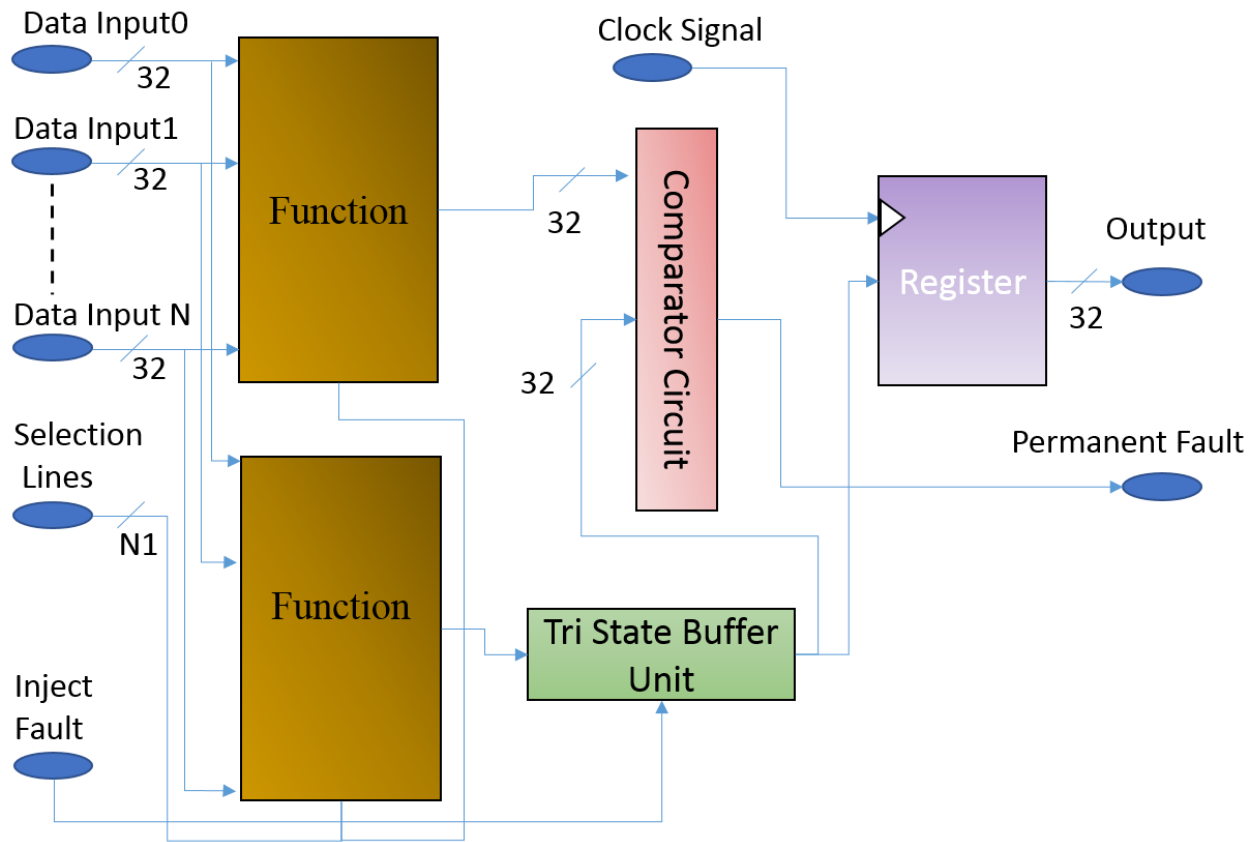 Data Input0
32
Data Input1
32
Data Input N
32
Selection
Lines
N1
Inject
Fault
Function
Function
Clock Signal
32
32
Comparator Circuit
Tri State Buffer
Unit
Register
Output
32
Permanent Fault